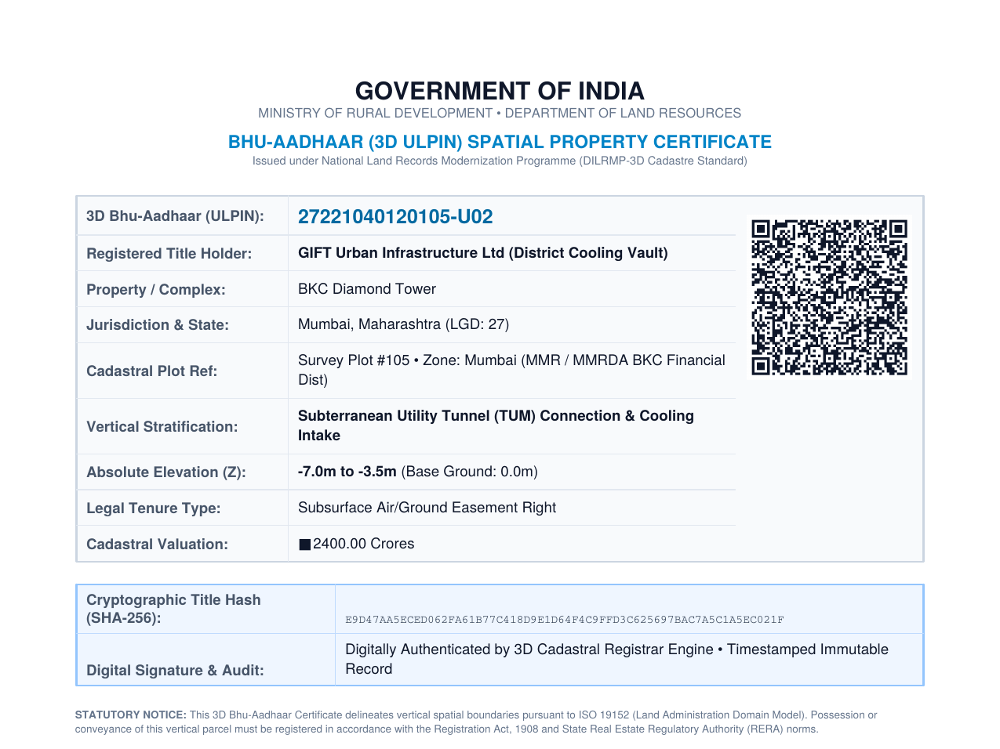 GOVERNMENT OF INDIA
MINISTRY OF RURAL DEVELOPMENT • DEPARTMENT OF LAND RESOURCES
BHU-AADHAAR (3D ULPIN) SPATIAL PROPERTY CERTIFICATE
Issued under National Land Records Modernization Programme (DILRMP-3D Cadastre Standard)
3D Bhu-Aadhaar (ULPIN): 27221040120105-U02
Registered Title Holder: GIFT Urban Infrastructure Ltd (District Cooling Vault)
Property / Complex: BKC Diamond Tower
Jurisdiction & State: Mumbai, Maharashtra (LGD: 27)
Cadastral Plot Ref: Survey Plot #105 • Zone: Mumbai (MMR / MMRDA BKC Financial
Dist)
Vertical Stratification: Subterranean Utility Tunnel (TUM) Connection & Cooling
Intake
Absolute Elevation (Z): -7.0m to -3.5m (Base Ground: 0.0m)
Legal Tenure Type: Subsurface Air/Ground Easement Right
Cadastral Valuation: ■2400.00 Crores
Cryptographic Title Hash
(SHA-256): E9D47AA5ECED062FA61B77C418D9E1D64F4C9FFD3C625697BAC7A5C1A5EC021F
Digital Signature & Audit: Digitally Authenticated by 3D Cadastral Registrar Engine • Timestamped Immutable
Record
STATUTORY NOTICE: This 3D Bhu-Aadhaar Certificate delineates vertical spatial boundaries pursuant to ISO 19152 (Land Administration Domain Model). Possession or
conveyance of this vertical parcel must be registered in accordance with the Registration Act, 1908 and State Real Estate Regulatory Authority (RERA) norms.